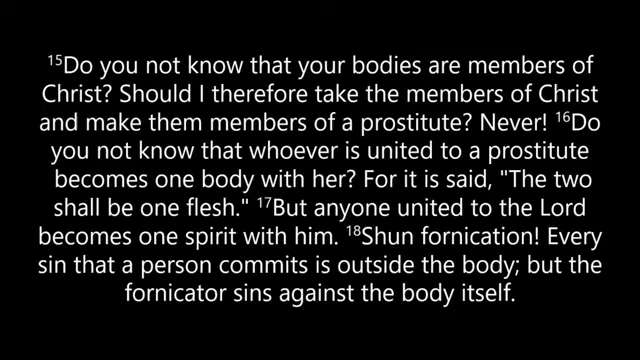 ¹⁵Do you not know that your bodies are members of
Christ? Should I therefore take the members of Christ
and make them members of a prostitute? Never! ¹⁶Do
you not know that whoever is united to a prostitute
becomes one body with her? For it is said, "The two
shall be one flesh." ¹⁷But anyone united to the Lord
becomes one spirit with him. ¹⁸Shun fornication! Every
sin that a person commits is outside the body; but the
fornicator sins against the body itself.